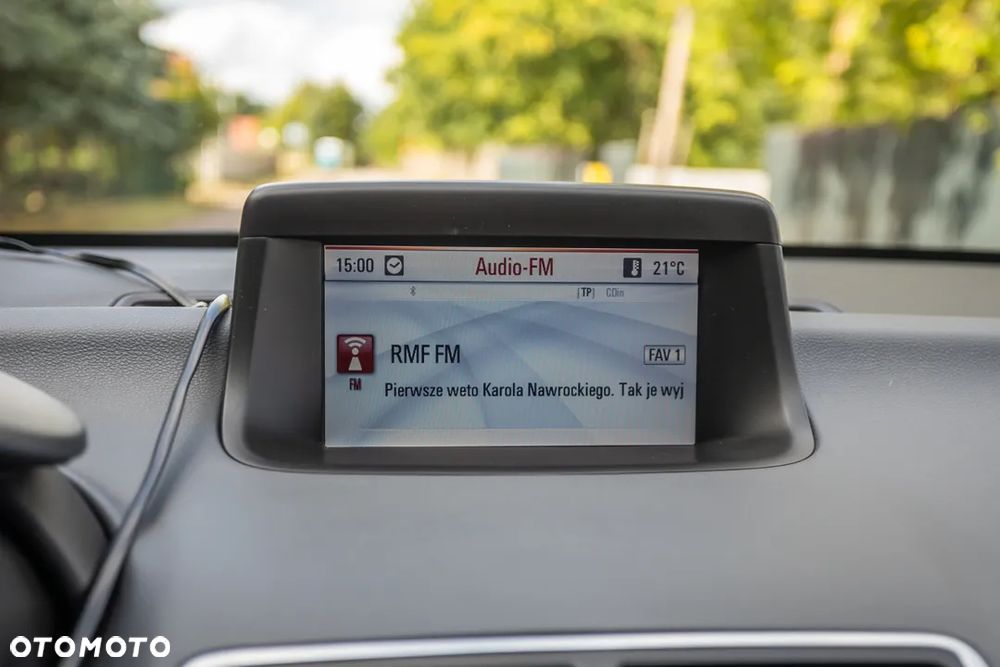 15:00 Audio-FM 21°C
[TP] CDin
RMF FM FAV 1
FM
Pierwsze weto Karola Nawrockiego. Tak je wyj
OTOMOTO